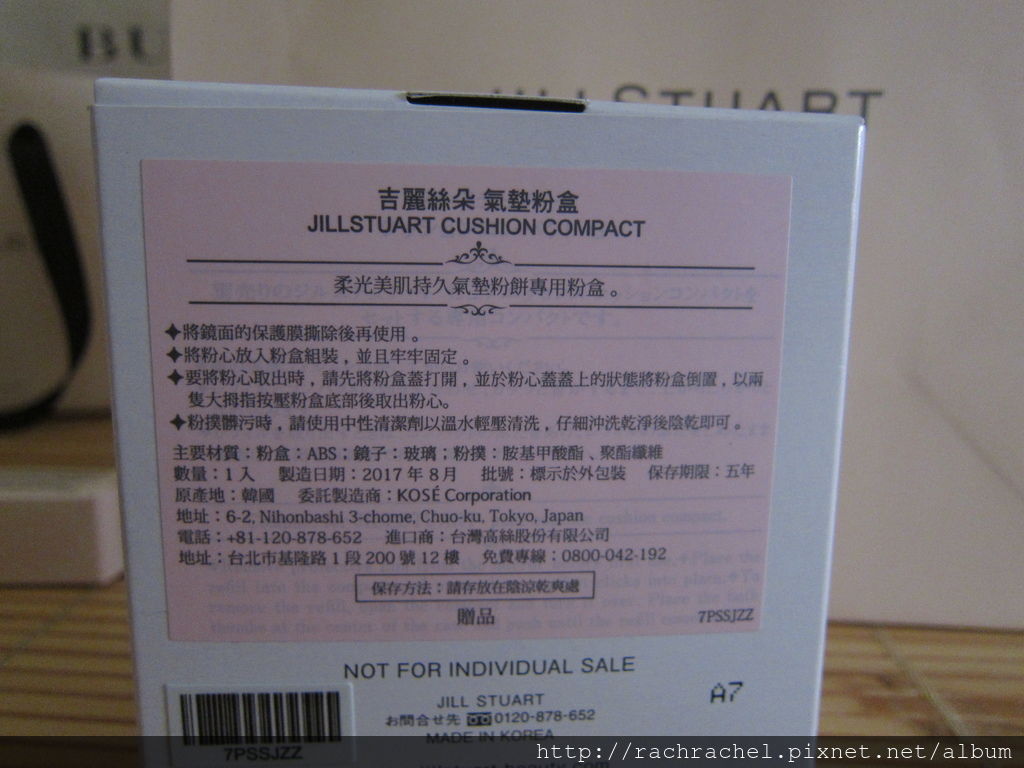 BU
JILLSTUART
吉麗絲朵 氣墊粉盒
JILLSTUART CUSHION COMPACT
柔光美肌持久氣墊粉餅專用粉盒。
✦將鏡面的保護膜撕除後再使用。
✦將粉心放入粉盒組裝,並且牢牢固定。
✦要將粉心取出時,請先將粉盒蓋打開,並於粉心蓋蓋上的狀態將粉盒倒置,以兩
隻大拇指按壓粉盒底部後取出粉心。
✦粉撲髒污時,請使用中性清潔劑以溫水輕壓清洗,仔細沖洗乾淨後陰乾即可。
主要材質:粉盒:ABS;鏡子:玻璃;粉撲:胺基甲酸酯、聚酯纖維
數量:1入 製造日期:2017年8月 批號:標示於外包裝 保存期限:五年
原產地:韓國 委託製造商:KOSÉ Corporation
地址:6-2, Nihonbashi 3-chome, Chuo-ku, Tokyo, Japan
電話:+81-120-878-652 進口商:台灣高絲股份有限公司
地址:台北市基隆路1段200號12樓 免費專線:0800-042-192
保存方法:請存放在陰涼乾爽處
贈品
7PSSJZZ
NOT FOR INDIVIDUAL SALE
JILL STUART
A7
お問合せ先 0120-878-652
MADE IN KOREA
7PSSJZZ
http://rachrachel.pixnet.net/album